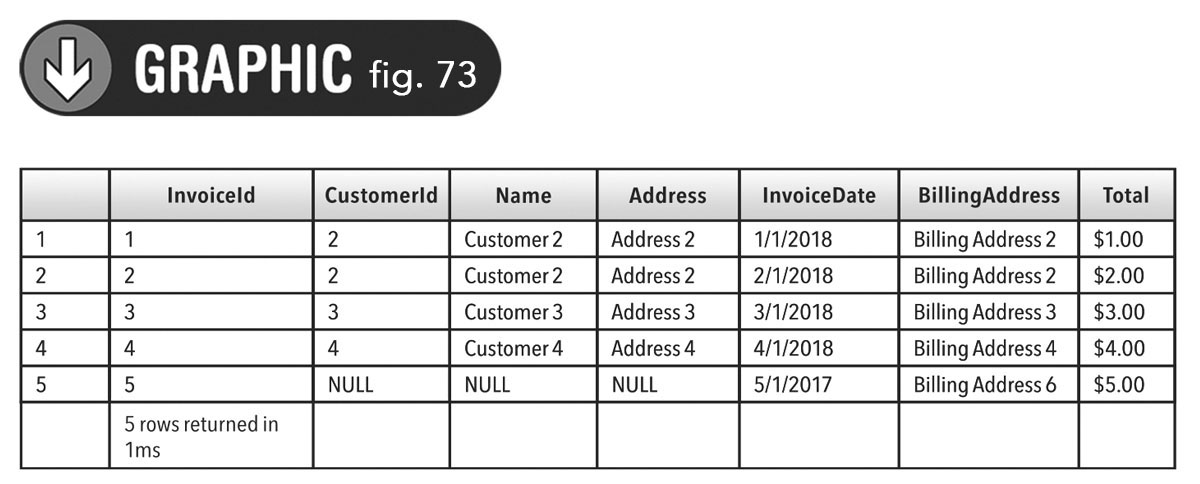 GRAPHIC fig. 73
InvoiceId CustomerId Name Address InvoiceDate BillingAddress Total
1 1 2 Customer 2 Address 2 1/1/2018 Billing Address 2 $1.00
2 2 2 Customer 2 Address 2 2/1/2018 Billing Address 2 $2.00
3 3 3 Customer 3 Address 3 3/1/2018 Billing Address 3 $3.00
4 4 4 Customer 4 Address 4 4/1/2018 Billing Address 4 $4.00
5 5 NULL NULL NULL 5/1/2017 Billing Address 6 $5.00
5 rows returned in
1ms